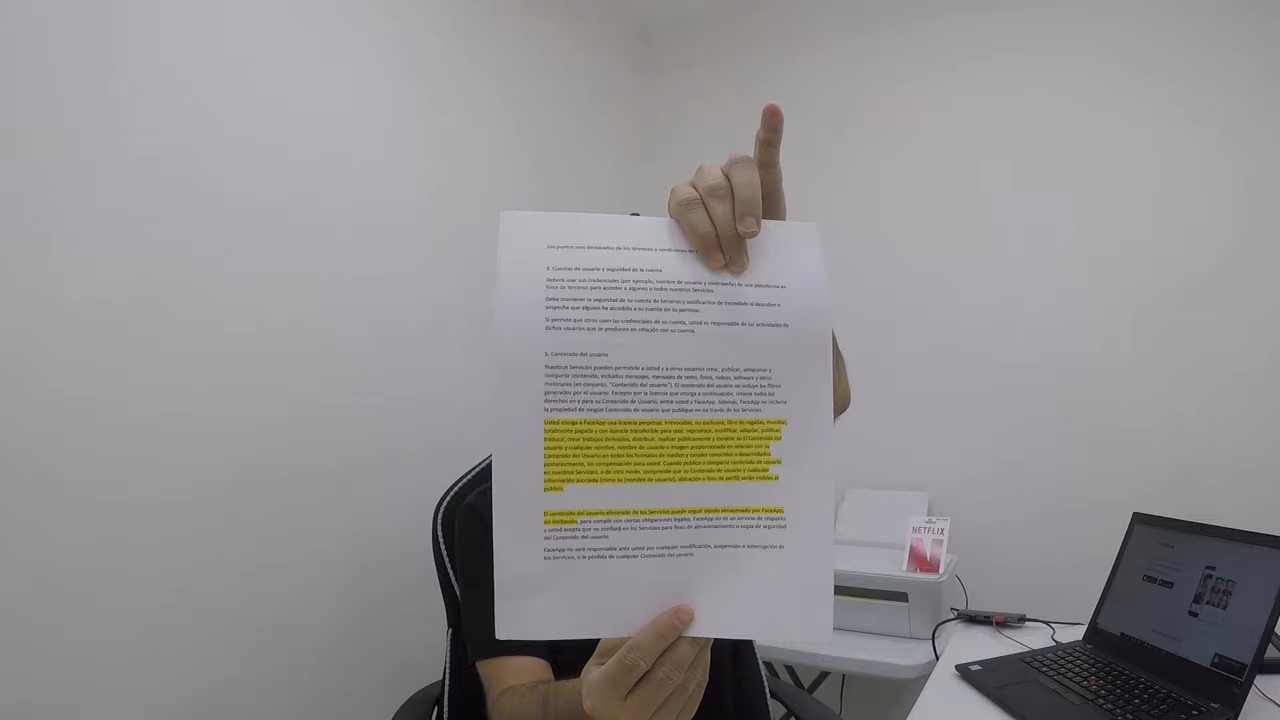 Los puntos mas destacados de los términos y condiciones de
3. Cuentas de usuario y seguridad de la cuenta
Deberá usar sus credenciales (por ejemplo, nombre de usuario y contraseña) de una plataforma en
línea de terceros para acceder a algunos o todos nuestros Servicios.
Debe mantener la seguridad de su cuenta de terceros y notificarnos de inmediato si descubre o
sospecha que alguien ha accedido a su cuenta sin su permiso.
Si permite que otros usen las credenciales de su cuenta, usted es responsable de las actividades de
dichos usuarios que se producen en relación con su cuenta.
5. Contenido del usuario
Nuestros Servicios pueden permitirle a usted y a otros usuarios crear, publicar, almacenar y
compartir contenido, incluidos mensajes, mensajes de texto, fotos, videos, software y otros
materiales (en conjunto, "Contenido del usuario"). El contenido del usuario no incluye los filtros
generados por el usuario. Excepto por la licencia que otorga a continuación, retiene todos los
derechos en y para su Contenido de Usuario, entre usted y FaceApp. Además, FaceApp no reclama
la propiedad de ningún Contenido de usuario que publique en o a través de los Servicios.
Usted otorga a FaceApp una licencia perpetua, irrevocable, no exclusiva, libre de regalías, mundial,
totalmente pagada y con licencia transferible para usar, reproducir, modificar, adaptar, publicar,
traducir, crear trabajos derivados, distribuir, realizar públicamente y mostrar su El Contenido del
usuario y cualquier nombre, nombre de usuario o imagen proporcionada en relación con su
Contenido del Usuario en todos los formatos de medios y canales conocidos o desarrollados
posteriormente, sin compensación para usted. Cuando publica o comparte contenido de usuario
en nuestros Servicios, o de otro modo, comprende que su Contenido de usuario y cualquier
información asociada (como su [nombre de usuario], ubicación o foto de perfil) serán visibles al
público.
El contenido del usuario eliminado de los Servicios puede seguir siendo almacenado por FaceApp,
sin limitación, para cumplir con ciertas obligaciones legales. FaceApp no es un servicio de respaldo
y usted acepta que no confiará en los Servicios para fines de almacenamiento o copia de seguridad
del Contenido del usuario.
FaceApp no será responsable ante usted por cualquier modificación, suspensión o interrupción de
los Servicios, o la pérdida de cualquier Contenido del usuario
NETFLIX